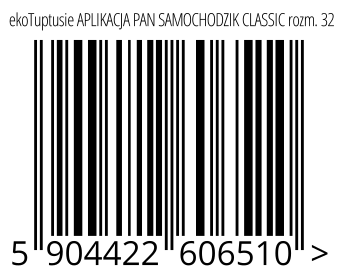 ekoTuptusie APLIKACJA PAN SAMOCHODZIK CLASSIC rozm. 32
5 904422 606510 >